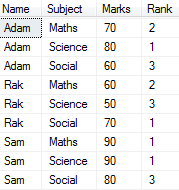 Name Subject Marks Rank
Adam Maths 70 2
Adam Science 80 1
Adam Social 60 3
Rak Maths 60 2
Rak Science 50 3
Rak Social 70 1
Sam Maths 90 1
Sam Science 90 1
Sam Social 80 3